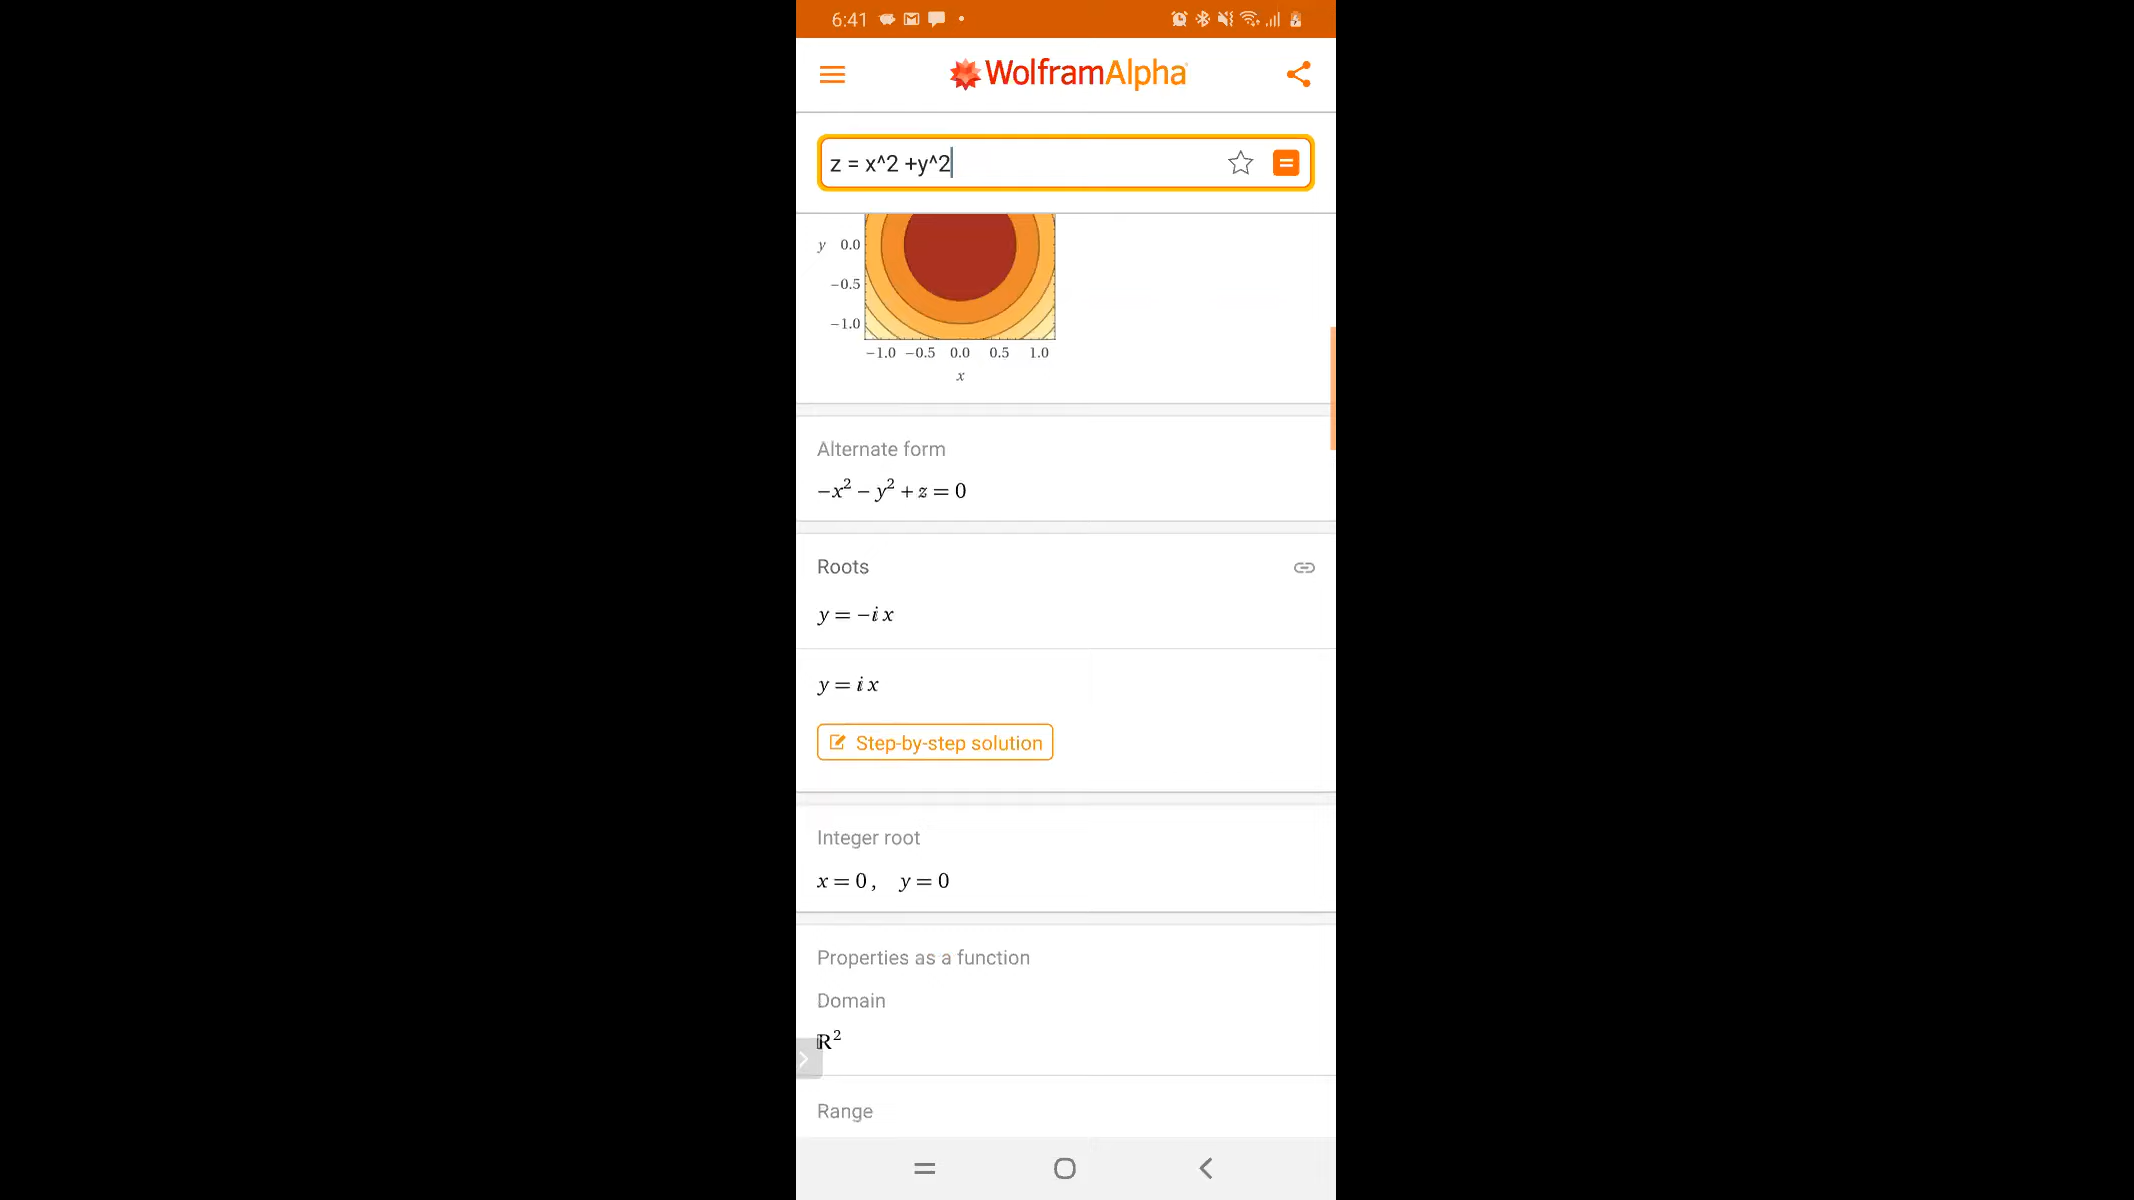 6:41
WolframAlpha
z = x^2 +y^2
y 0.0
−0.5
−1.0
−1.0 −0.5 0.0 0.5 1.0
x
Alternate form
−x² − y² + z = 0
Roots
y = −i x
y = i x
Step-by-step solution
Integer root
x = 0 , y = 0
Properties as a function
Domain
ℝ²
Range